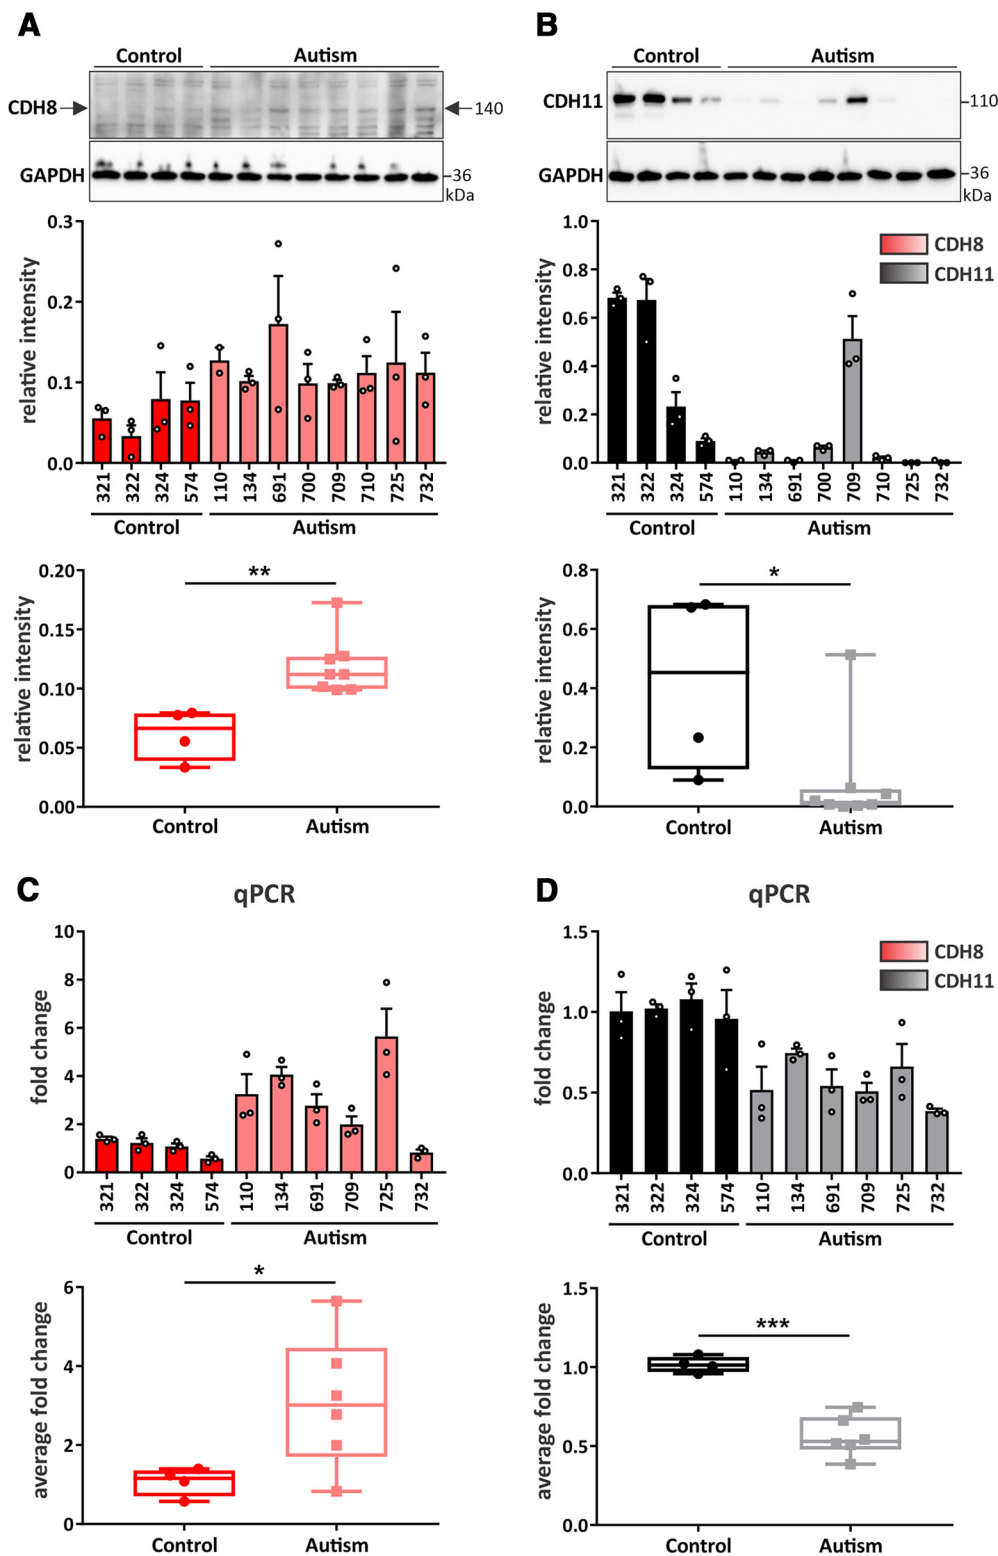 A
Control Autism
CDH8 140
GAPDH 36
kDa
relative intensity
0.3
0.2
0.1
0.0
321 322 324 574 110 134 691 700 709 710 725 732
Control Autism
relative intensity
0.20
0.15
0.10
0.05
0.00
**
Control Autism
B
Control Autism
CDH11 110
GAPDH 36
kDa
relative intensity
1.0
0.8
0.6
0.4
0.2
0.0
CDH8
CDH11
321 322 324 574 110 134 691 700 709 710 725 732
Control Autism
relative intensity
0.8
0.6
0.4
0.2
0.0
*
Control Autism
C
qPCR
fold change
10
8
6
4
2
0
321 322 324 574 110 134 691 709 725 732
Control Autism
average fold change
6
4
2
0
*
Control Autism
D
qPCR
fold change
1.5
1.0
0.5
0.0
CDH8
CDH11
321 322 324 574 110 134 691 709 725 732
Control Autism
average fold change
1.5
1.0
0.5
0.0
***
Control Autism